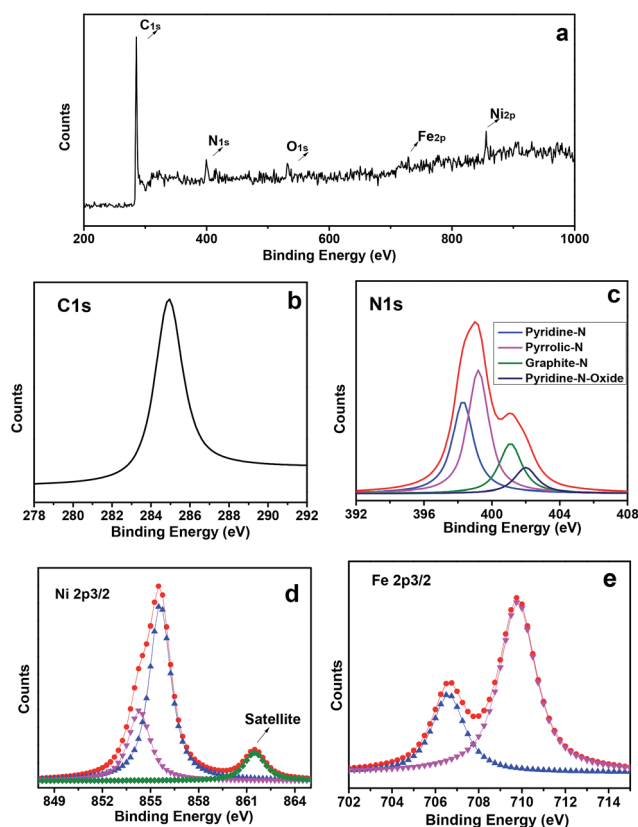 a
C1s
N1s
O1s
Fe2p
Ni2p
Counts
200 400 600 800 1000
Binding Energy (eV)
b
C1s
Counts
278 280 282 284 286 288 290 292
Binding Energy (eV)
c
N1s
Pyridine-N
Pyrrolic-N
Graphite-N
Pyridine-N-Oxide
Counts
392 396 400 404 408
Binding Energy (eV)
d
Ni 2p3/2
Satellite
Counts
849 852 855 858 861 864
Binding Energy (eV)
e
Fe 2p3/2
Counts
702 704 706 708 710 712 714
Binding Energy (eV)